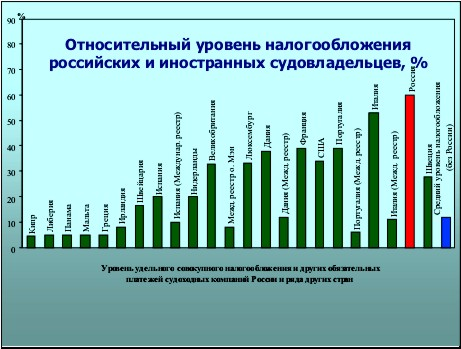 %
90
80
70
60
50
40
30
20
10
0
Относительный уровень налогообложения
российских и иностранных судовладельцев, %
Кипр
Либерия
Панама
Мальта
Греция
Ирландия
Швейцария
Испания
Испания (Междунар. реестр)
Нидерланды
Великобритания
Межд. реестр о. Мэн
Люксембург
Дания
Дания (Межд. реестр)
Франция
США
Португалия
Португалия (Межд. реестр)
Италия
Италия (Межд. реестр)
Россия
Швеция
Средний уровень налогообложения
(без России)
Уровень удельного совокупного налогообложения и других обязательных
платежей судоходных компаний России и ряда других стран